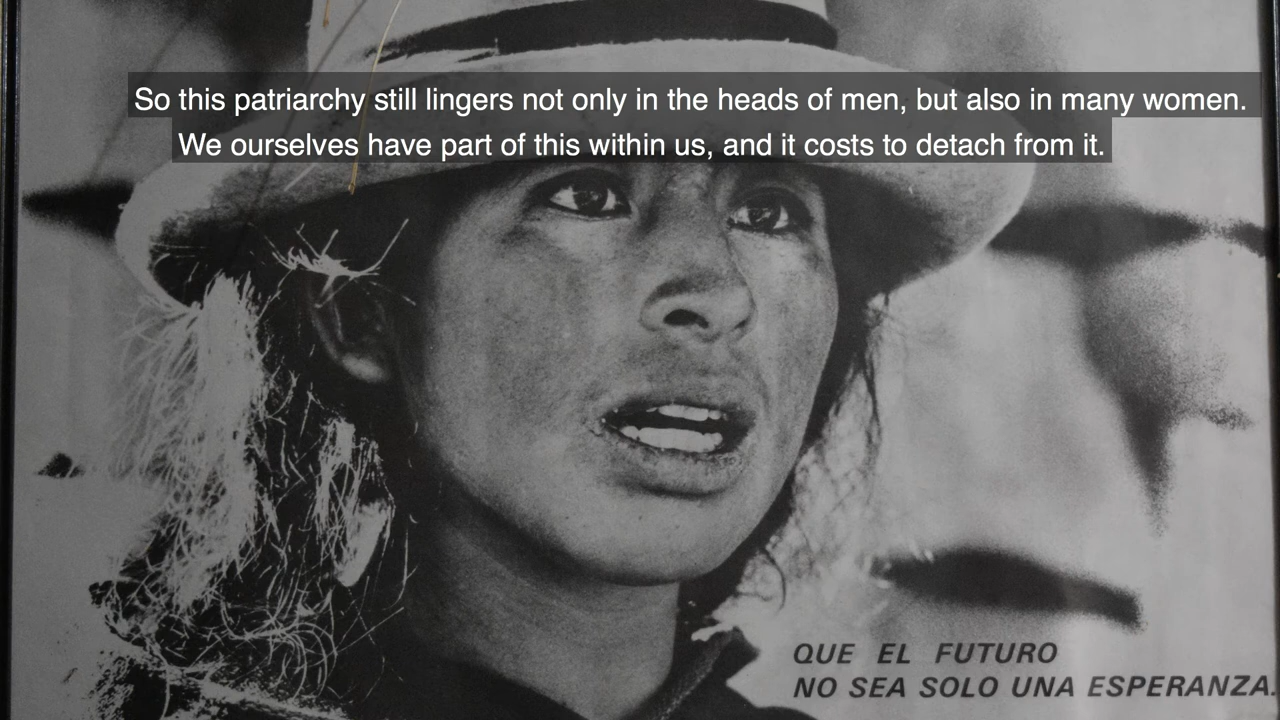 So this patriarchy still lingers not only in the heads of men, but also in many women.
We ourselves have part of this within us, and it costs to detach from it.
QUE EL FUTURO
NO SEA SOLO UNA ESPERANZA.